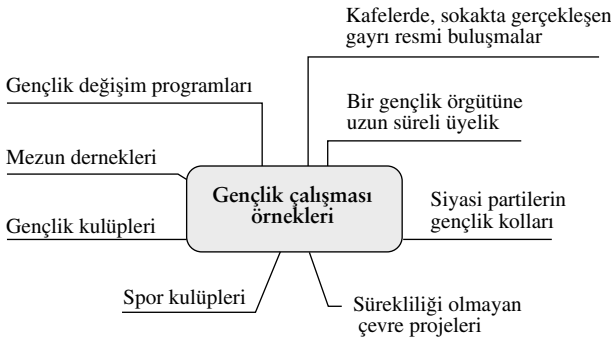 Kafelerde, sokakta gerçekleşen
gayrı resmi buluşmalar
Gençlik değişim programları
Bir gençlik örgütüne
uzun süreli üyelik
Mezun dernekleri
Gençlik çalışması
örnekleri
Siyasi partilerin
gençlik kolları
Gençlik kulüpleri
Spor kulüpleri
Sürekliliği olmayan
çevre projeleri